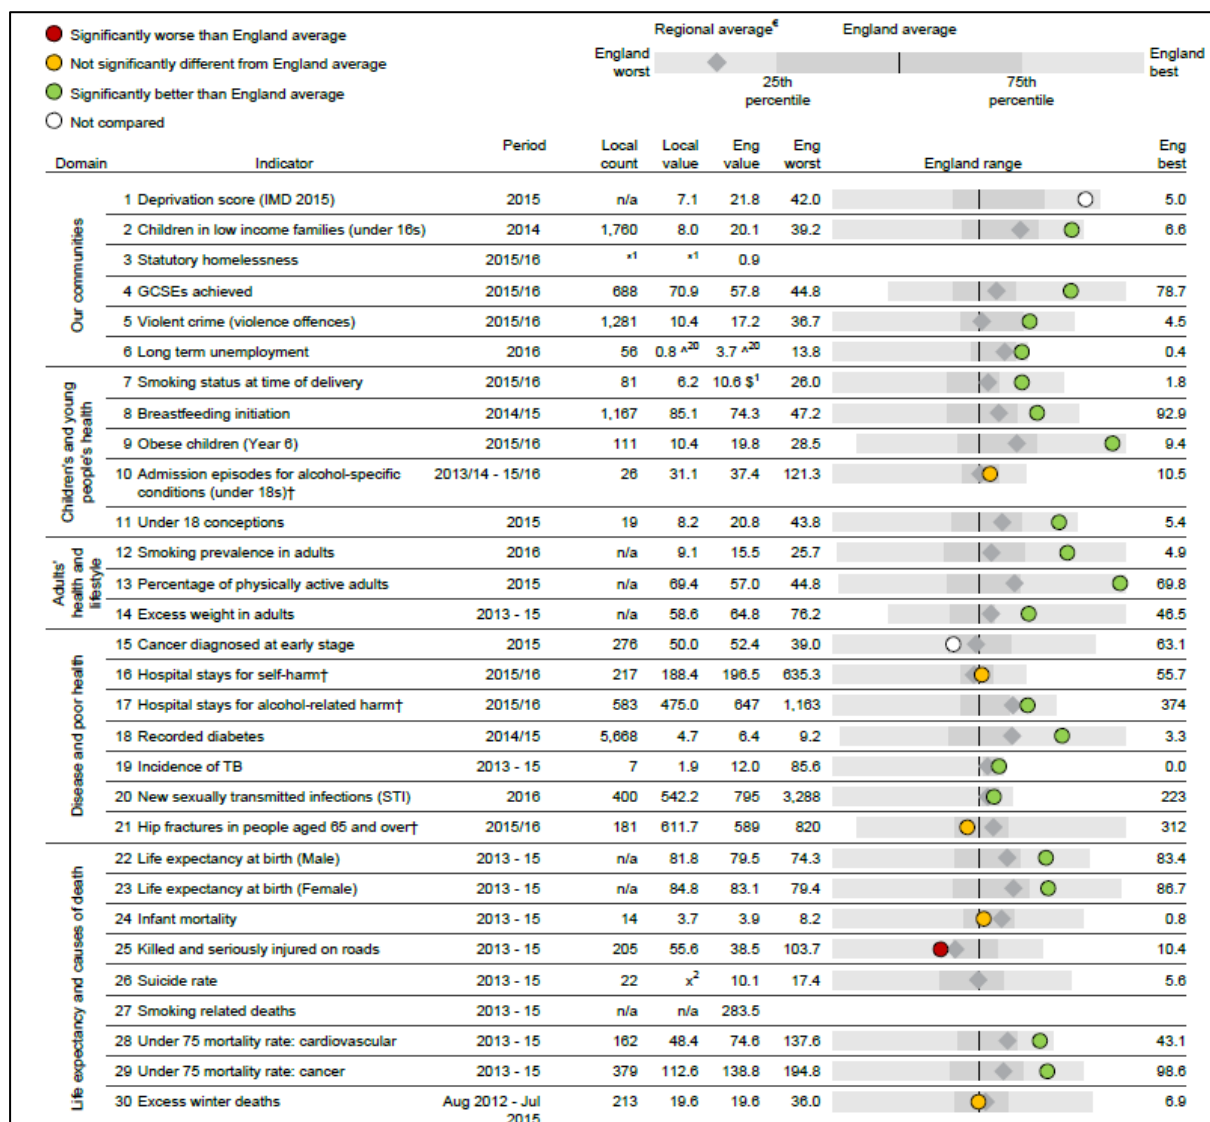 Significantly worse than England average
Not significantly different from England average
Significantly better than England average
Not compared
Regional average€ England average
England worst England best
25th percentile 75th percentile
Domain Indicator Period Local count Local value Eng value Eng worst England range Eng best
Our communities
1 Deprivation score (IMD 2015) 2015 n/a 7.1 21.8 42.0 5.0
2 Children in low income families (under 16s) 2014 1,760 8.0 20.1 39.2 6.6
3 Statutory homelessness 2015/16 *1 *1 0.9
4 GCSEs achieved 2015/16 688 70.9 57.8 44.8 78.7
5 Violent crime (violence offences) 2015/16 1,281 10.4 17.2 36.7 4.5
6 Long term unemployment 2016 56 0.8 ^20 3.7 ^20 13.8 0.4
Children's and young people's health
7 Smoking status at time of delivery 2015/16 81 6.2 10.6 $1 26.0 1.8
8 Breastfeeding initiation 2014/15 1,167 85.1 74.3 47.2 92.9
9 Obese children (Year 6) 2015/16 111 10.4 19.8 28.5 9.4
10 Admission episodes for alcohol-specific 2013/14 - 15/16 26 31.1 37.4 121.3 10.5
conditions (under 18s)†
11 Under 18 conceptions 2015 19 8.2 20.8 43.8 5.4
Adults' health and lifestyle
12 Smoking prevalence in adults 2016 n/a 9.1 15.5 25.7 4.9
13 Percentage of physically active adults 2015 n/a 69.4 57.0 44.8 69.8
14 Excess weight in adults 2013 - 15 n/a 58.6 64.8 76.2 46.5
Disease and poor health
15 Cancer diagnosed at early stage 2015 276 50.0 52.4 39.0 63.1
16 Hospital stays for self-harm† 2015/16 217 188.4 196.5 635.3 55.7
17 Hospital stays for alcohol-related harm† 2015/16 583 475.0 647 1,163 374
18 Recorded diabetes 2014/15 5,668 4.7 6.4 9.2 3.3
19 Incidence of TB 2013 - 15 7 1.9 12.0 85.6 0.0
20 New sexually transmitted infections (STI) 2016 400 542.2 795 3,288 223
21 Hip fractures in people aged 65 and over† 2015/16 181 611.7 589 820 312
Life expectancy and causes of death
22 Life expectancy at birth (Male) 2013 - 15 n/a 81.8 79.5 74.3 83.4
23 Life expectancy at birth (Female) 2013 - 15 n/a 84.8 83.1 79.4 86.7
24 Infant mortality 2013 - 15 14 3.7 3.9 8.2 0.8
25 Killed and seriously injured on roads 2013 - 15 205 55.6 38.5 103.7 10.4
26 Suicide rate 2013 - 15 22 x2 10.1 17.4 5.6
27 Smoking related deaths 2013 - 15 n/a n/a 283.5
28 Under 75 mortality rate: cardiovascular 2013 - 15 162 48.4 74.6 137.6 43.1
29 Under 75 mortality rate: cancer 2013 - 15 379 112.6 138.8 194.8 98.6
30 Excess winter deaths Aug 2012 - Jul 213 19.6 19.6 36.0 6.9
2015